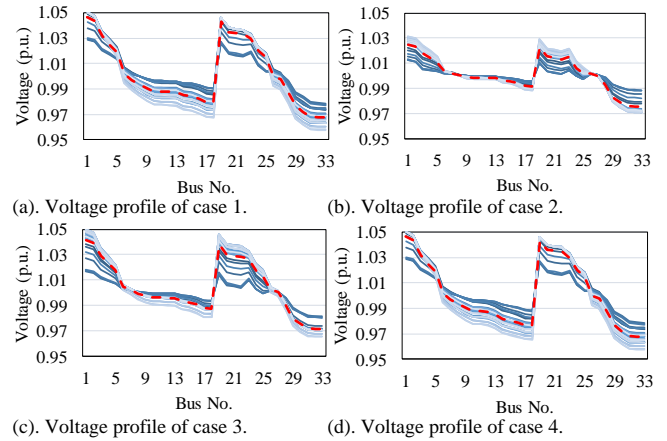 1.05
1.03
1.01
0.99
0.97
0.95
Voltage (p.u.)
1 5 9 13 17 21 25 29 33
Bus No.
(a). Voltage profile of case 1.
1.05
1.03
1.01
0.99
0.97
0.95
Voltage (p.u.)
1 5 9 13 17 21 25 29 33
Bus No.
(b). Voltage profile of case 2.
1.05
1.03
1.01
0.99
0.97
0.95
Voltage (p.u.)
1 5 9 13 17 21 25 29 33
Bus No.
(c). Voltage profile of case 3.
1.05
1.03
1.01
0.99
0.97
0.95
Voltage (p.u.)
1 5 9 13 17 21 25 29 33
Bus No.
(d). Voltage profile of case 4.